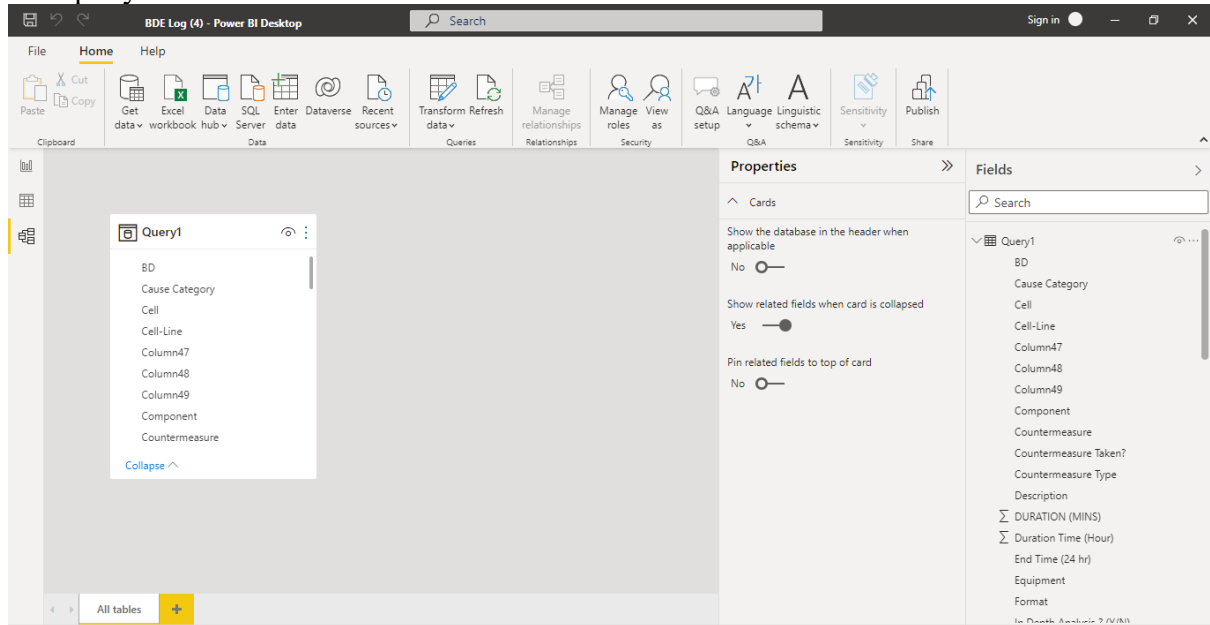 BDE Log (4) - Power BI Desktop
Search
Sign in
File Home Help
Paste
Cut
Copy
Get data
Excel workbook
Data hub
SQL Server
Enter data
Dataverse
Recent sources
Transform data
Refresh
Manage relationships
Manage roles
View as
Q&A setup
Language
Linguistic schema
Sensitivity
Publish
Clipboard
Data
Queries
Relationships
Security
Q&A
Sensitivity
Share
Query1
BD
Cause Category
Cell
Cell-Line
Column47
Column48
Column49
Component
Countermeasure
Collapse
All tables
Properties
Cards
Show the database in the header when
applicable
No
Show related fields when card is collapsed
Yes
Pin related fields to top of card
No
Fields
Search
Query1
BD
Cause Category
Cell
Cell-Line
Column47
Column48
Column49
Component
Countermeasure
Countermeasure Taken?
Countermeasure Type
Description
DURATION (MINS)
Duration Time (Hour)
End Time (24 hr)
Equipment
Format
In Depth Analysis ? (Y/N)